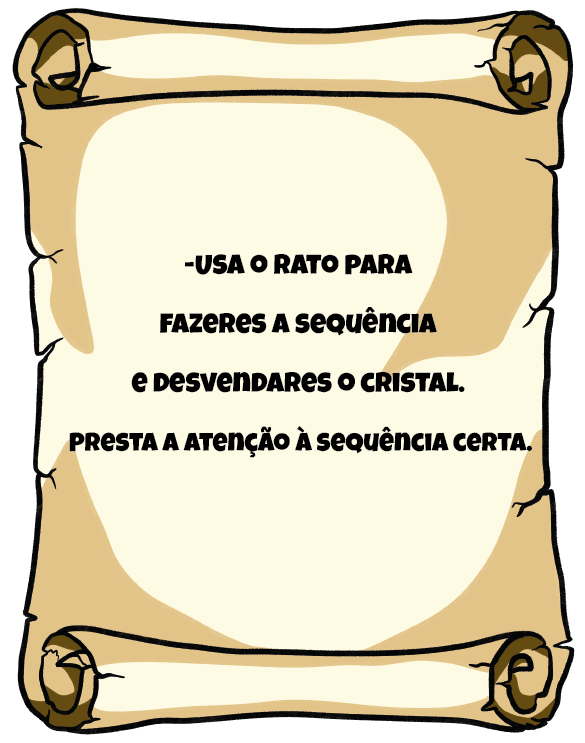 -USA O RATO PARA
FAZERES A SEQUÊNCIA
E DESVENDARES O CRISTAL.
PRESTA A ATENÇÃO À SEQUÊNCIA CERTA.